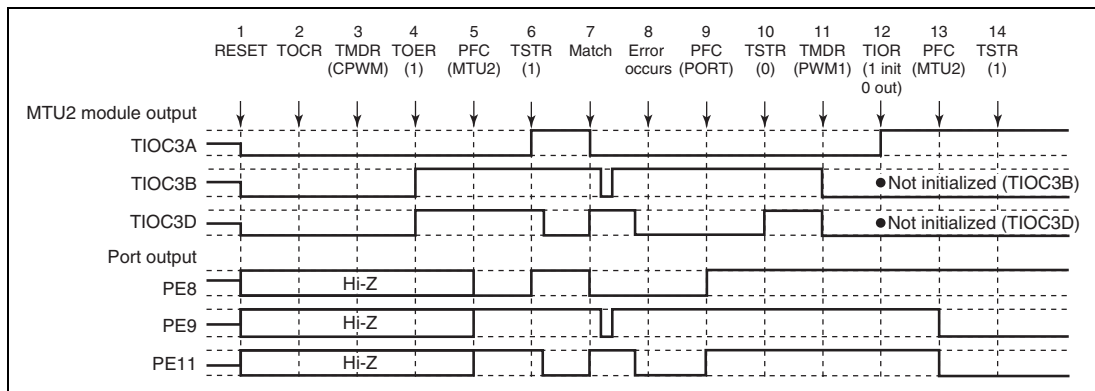 1 2 3 4 5 6 7 8 9 10 11 12 13 14
RESET TOCR TMDR TOER PFC TSTR Match Error PFC TSTR TMDR TIOR PFC TSTR
(CPWM) (1) (MTU2) (1) occurs (PORT) (0) (PWM1) (1 init (MTU2) (1)
0 out)
MTU2 module output
TIOC3A
TIOC3B
● Not initialized (TIOC3B)
TIOC3D
● Not initialized (TIOC3D)
Port output
PE8
Hi-Z
PE9
Hi-Z
PE11
Hi-Z